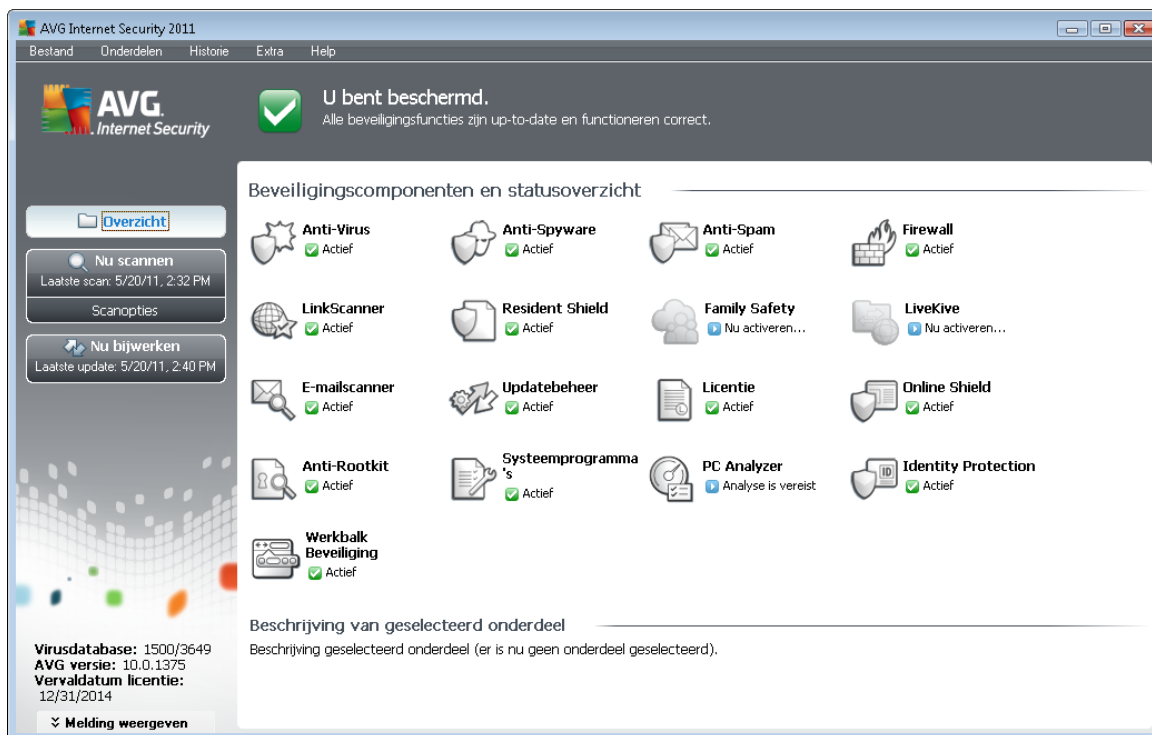 AVG Internet Security 2011
Bestand Onderdelen Historie Extra Help
AVG.
Internet Security
U bent beschermd.
Alle beveiligingsfuncties zijn up-to-date en functioneren correct.
Overzicht
Nu scannen
Laatste scan: 5/20/11, 2:32 PM
Scanopties
Nu bijwerken
Laatste update: 5/20/11, 2:40 PM
Beveiligingscomponenten en statusoverzicht
Anti-Virus
Actief
Anti-Spyware
Actief
Anti-Spam
Actief
Firewall
Actief
LinkScanner
Actief
Resident Shield
Actief
Family Safety
Nu activeren...
LiveKive
Nu activeren...
E-mailscanner
Actief
Updatebeheer
Actief
Licentie
Actief
Online Shield
Actief
Anti-Rootkit
Actief
Systeemprogramma
's
Actief
PC Analyzer
Analyse is vereist
ID
Identity Protection
Actief
Werkbalk
Beveiliging
Actief
Beschrijving van geselecteerd onderdeel
Beschrijving geselecteerd onderdeel (er is nu geen onderdeel geselecteerd).
Virusdatabase: 1500/3649
AVG versie: 10.0.1375
Vervaldatum licentie:
12/31/2014
Melding weergeven